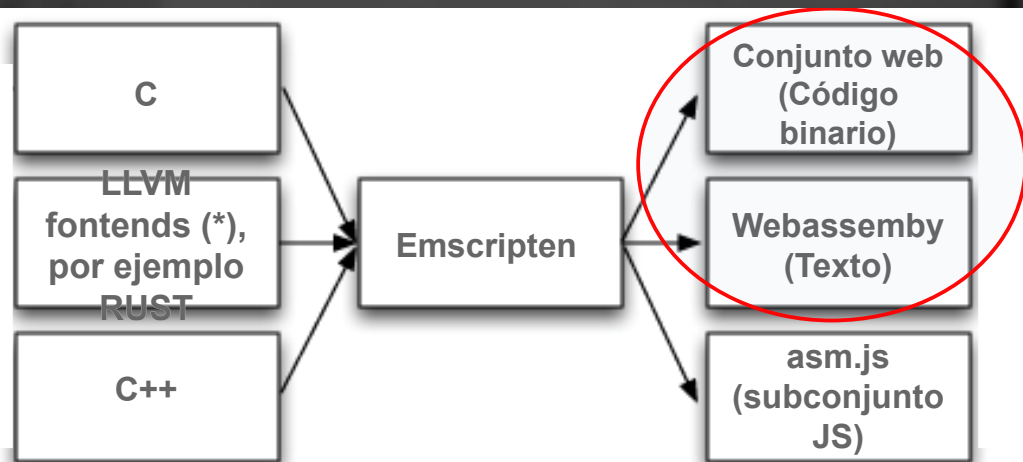 C
LLVM
fontends (*),
por ejemplo
RUST
C++
Emscripten
Conjunto web
(Código
binario)
Webassemby
(Texto)
asm.js
(subconjunto
JS)